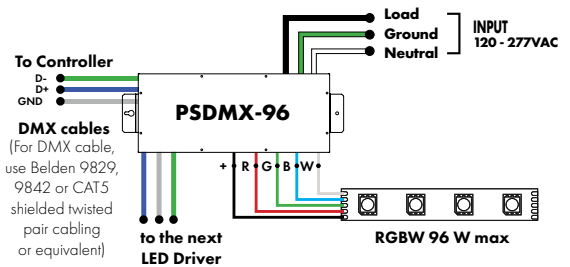 Load
Ground
Neutral
INPUT
120 - 277VAC
To Controller
D-
D+
GND
DMX cables
(For DMX cable,
use Belden 9829,
9842 or CAT5
shielded twisted
pair cabling
or equivalent)
PSDMX-96
+ R G B W
to the next
LED Driver
RGBW 96 W max